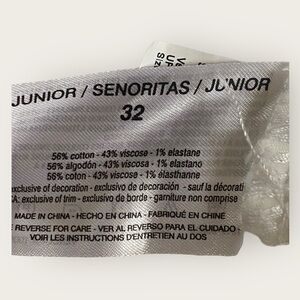 JUNIOR / SENORITAS / JUNIOR
32
56% cotton - 43% viscose - 1% elastane
56% algodón - 43% viscosa - 1% elastano
56% coton - 43% viscose - 1% élasthanne
exclusive of decoration - exclusivo de decoración - sauf la décorati
CA: exclusive of trim - exclusivo de borde - garniture non comprise
MADE IN CHINA - HECHO EN CHINA - FABRIQUÉ EN CHINE
REVERSE FOR CARE - VER AL REVERSO PARA EL CUIDADO -
VOIR LES INSTRUCTIONS D'ENTRETIEN AU DOS